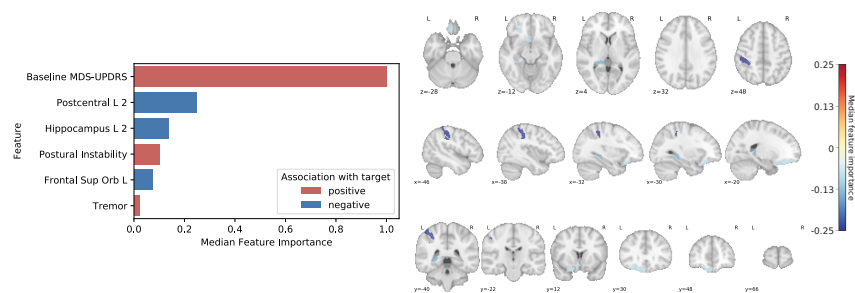 Feature
Baseline MDS-UPDRS
Postcentral L 2
Hippocampus L 2
Postural Instability
Frontal Sup Orb L
Tremor
Association with target
positive
negative
0.0 0.2 0.4 0.6 0.8 1.0
Median Feature Importance
L R L R L R L R L R
z=-28 z=-12 z=4 z=32 z=48
x=-46 x=-38 x=-32 x=-30 x=-20
L R L R L R L R L R L R
y=-40 y=-22 y=12 y=30 y=48 y=66
0.25
0.13
0
-0.13
-0.25
Median feature importance